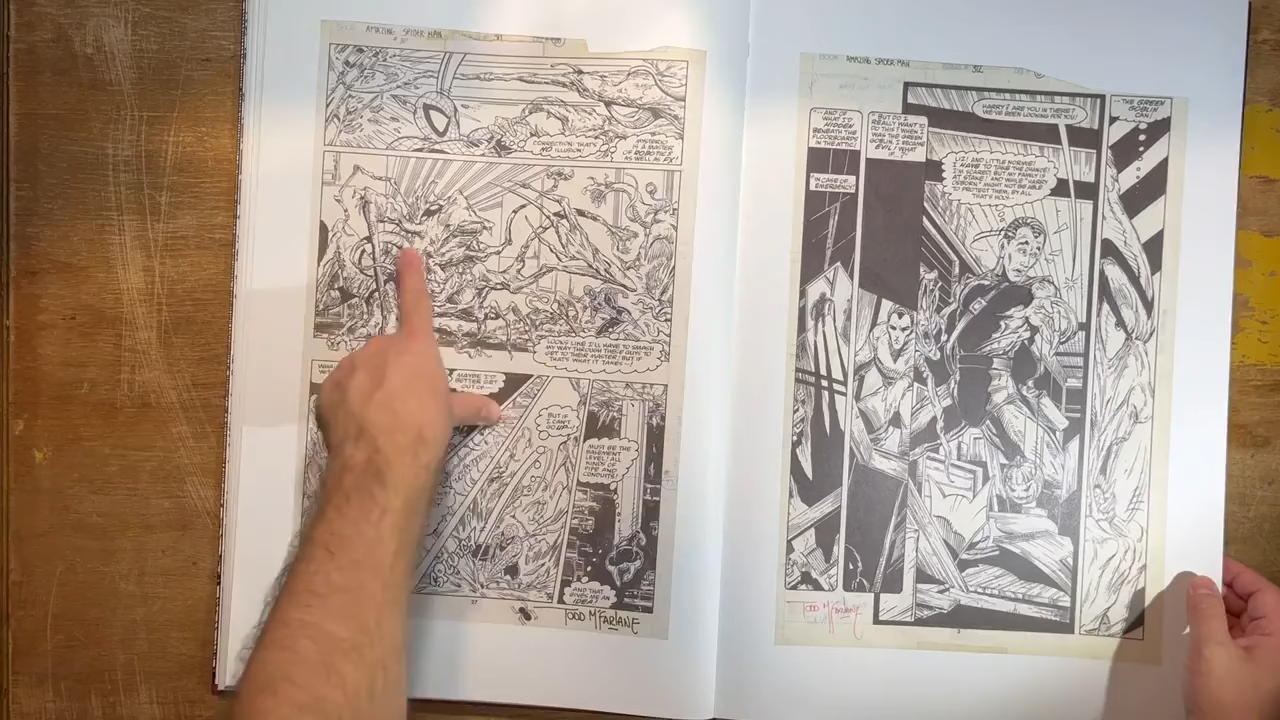 AMAZING SPIDER-MAN
CORRECTION: THAT'S
NO ILLUSION!
MYSTERIO
IS A MASTER
OF ROBOTICS
AS WELL AS FX!
LOOKS LIKE I'LL HAVE TO SMASH
MY WAY THROUGH THESE GUYS TO
GET TO THEIR MASTER! BUT IF
THAT'S WHAT IT TAKES--!
MAYBE I'D
BETTER GET
OUT OF--
BUT IF
I CAN'T
GO UP--
MUST BE THE
BASEMENT
LEVEL! ALL
KINDS OF
PIPE AND
CONDUITS!
AND THAT
GIVES ME AN
IDEA!
27
TODD McFARLANE
BOOK AMAZING SPIDER-MAN
312
"...AND OF
WHAT I'D
HIDDEN
BENEATH THE
FLOORBOARDS
IN THE ATTIC!
"IN CASE OF
EMERGENCY!
"BUT DO I
REALLY WANT TO
DO THIS? WHEN I
WAS THE GREEN
GOBLIN, I BECAME
EVIL! WHAT
IF..."
HARRY? ARE YOU IN THERE?
WE'VE BEEN LOOKING FOR YOU!
LIZ! AND LITTLE NORMIE!
I HAVE TO TAKE THE CHANCE!
I'M SCARED! BUT MY FAMILY IS
AT STAKE! AND WHILE "HARRY
OSBORN" MIGHT NOT BE ABLE
TO PROTECT THEM, BY ALL
THAT'S HOLY--
--THE GREEN
GOBLIN
CAN!
TODD McFARLANE
3